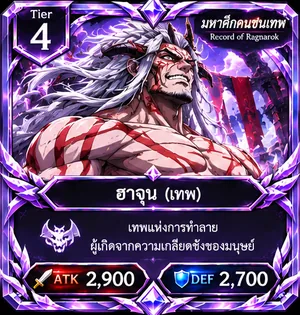 Tier
4
มหาศึกคนชนเทพ
Record of Ragnarok
ฮาจุน (เทพ)
เทพแห่งการทำลาย
ผู้เกิดจากความเกลียดชังของมนุษย์
ATK 2,900
DEF 2,700